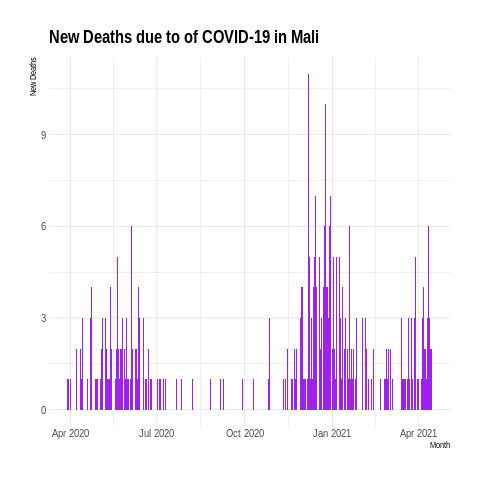 New Deaths due to of COVID-19 in Mali
New Deaths
9
6
3
0
Apr 2020 Jul 2020 Oct 2020 Jan 2021 Apr 2021
Month